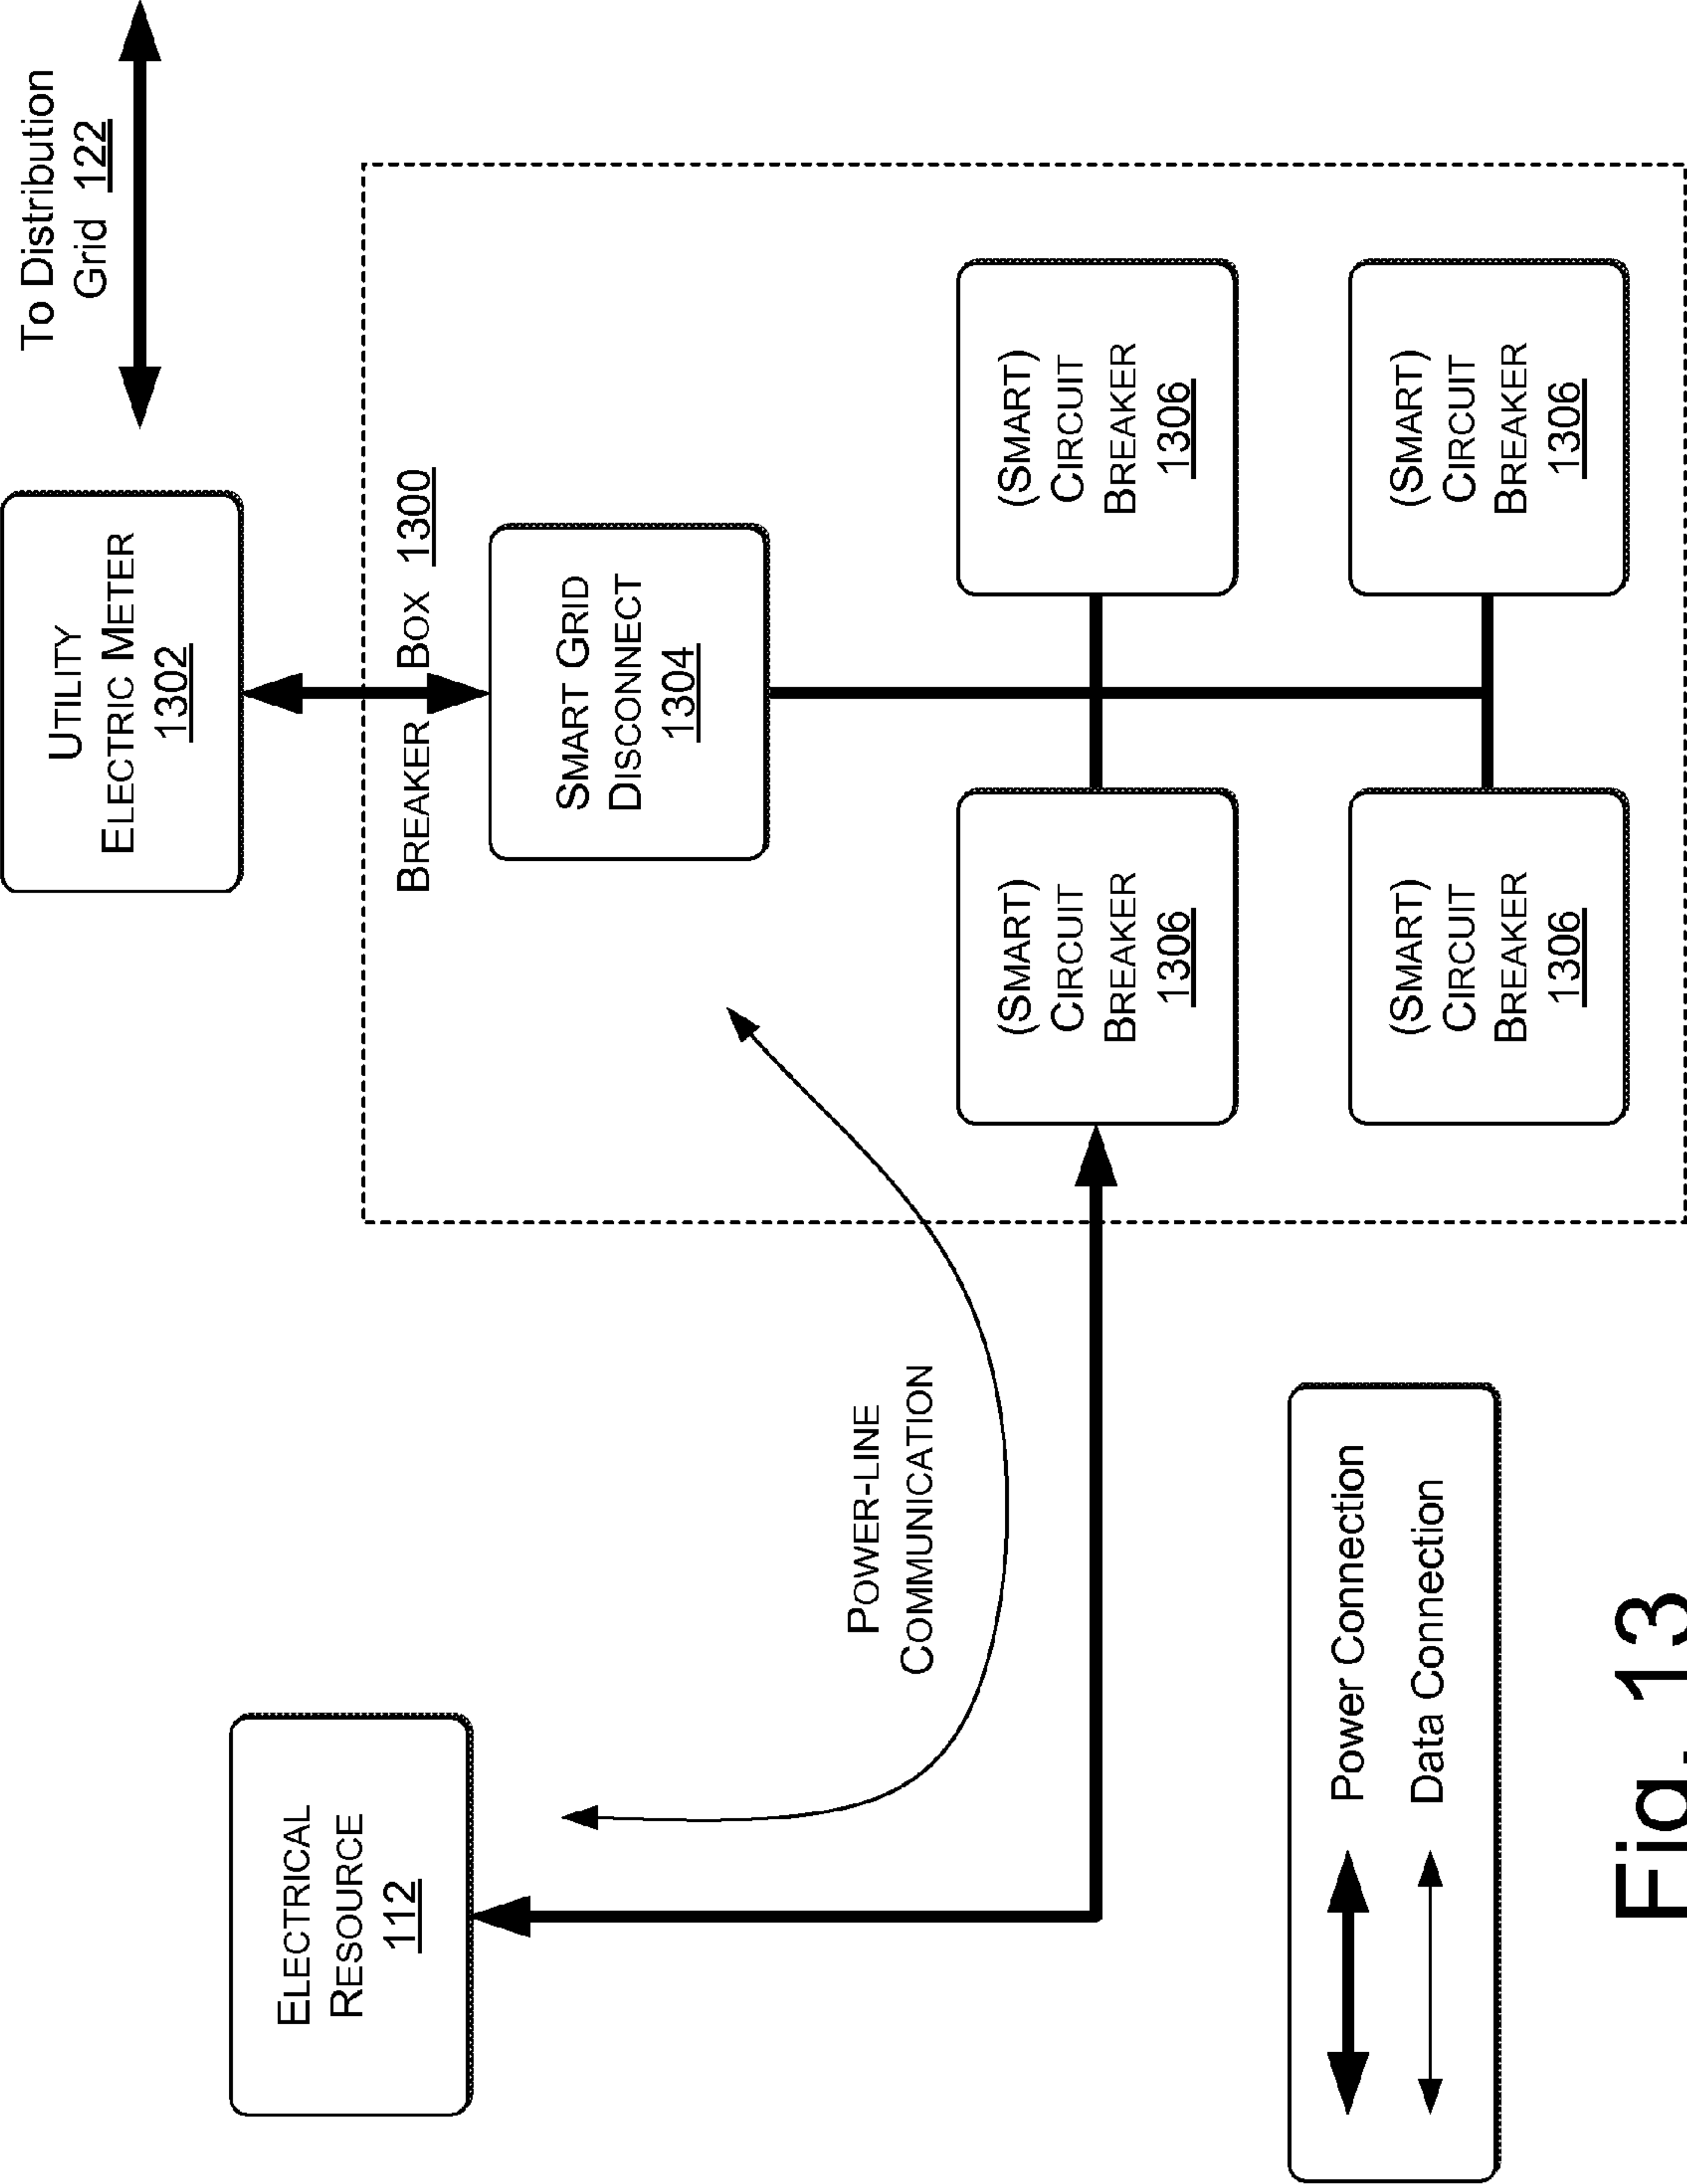 ELECTRICAL
RESOURCE
112
UTILITY
ELECTRIC METER
1302
To Distribution
Grid 122
BREAKER BOX 1300
SMART GRID
DISCONNECT
1304
POWER-LINE
COMMUNICATION
(SMART)
CIRCUIT
BREAKER
1306
(SMART)
CIRCUIT
BREAKER
1306
(SMART)
CIRCUIT
BREAKER
1306
(SMART)
CIRCUIT
BREAKER
1306
Power Connection
Data Connection
Fig. 13